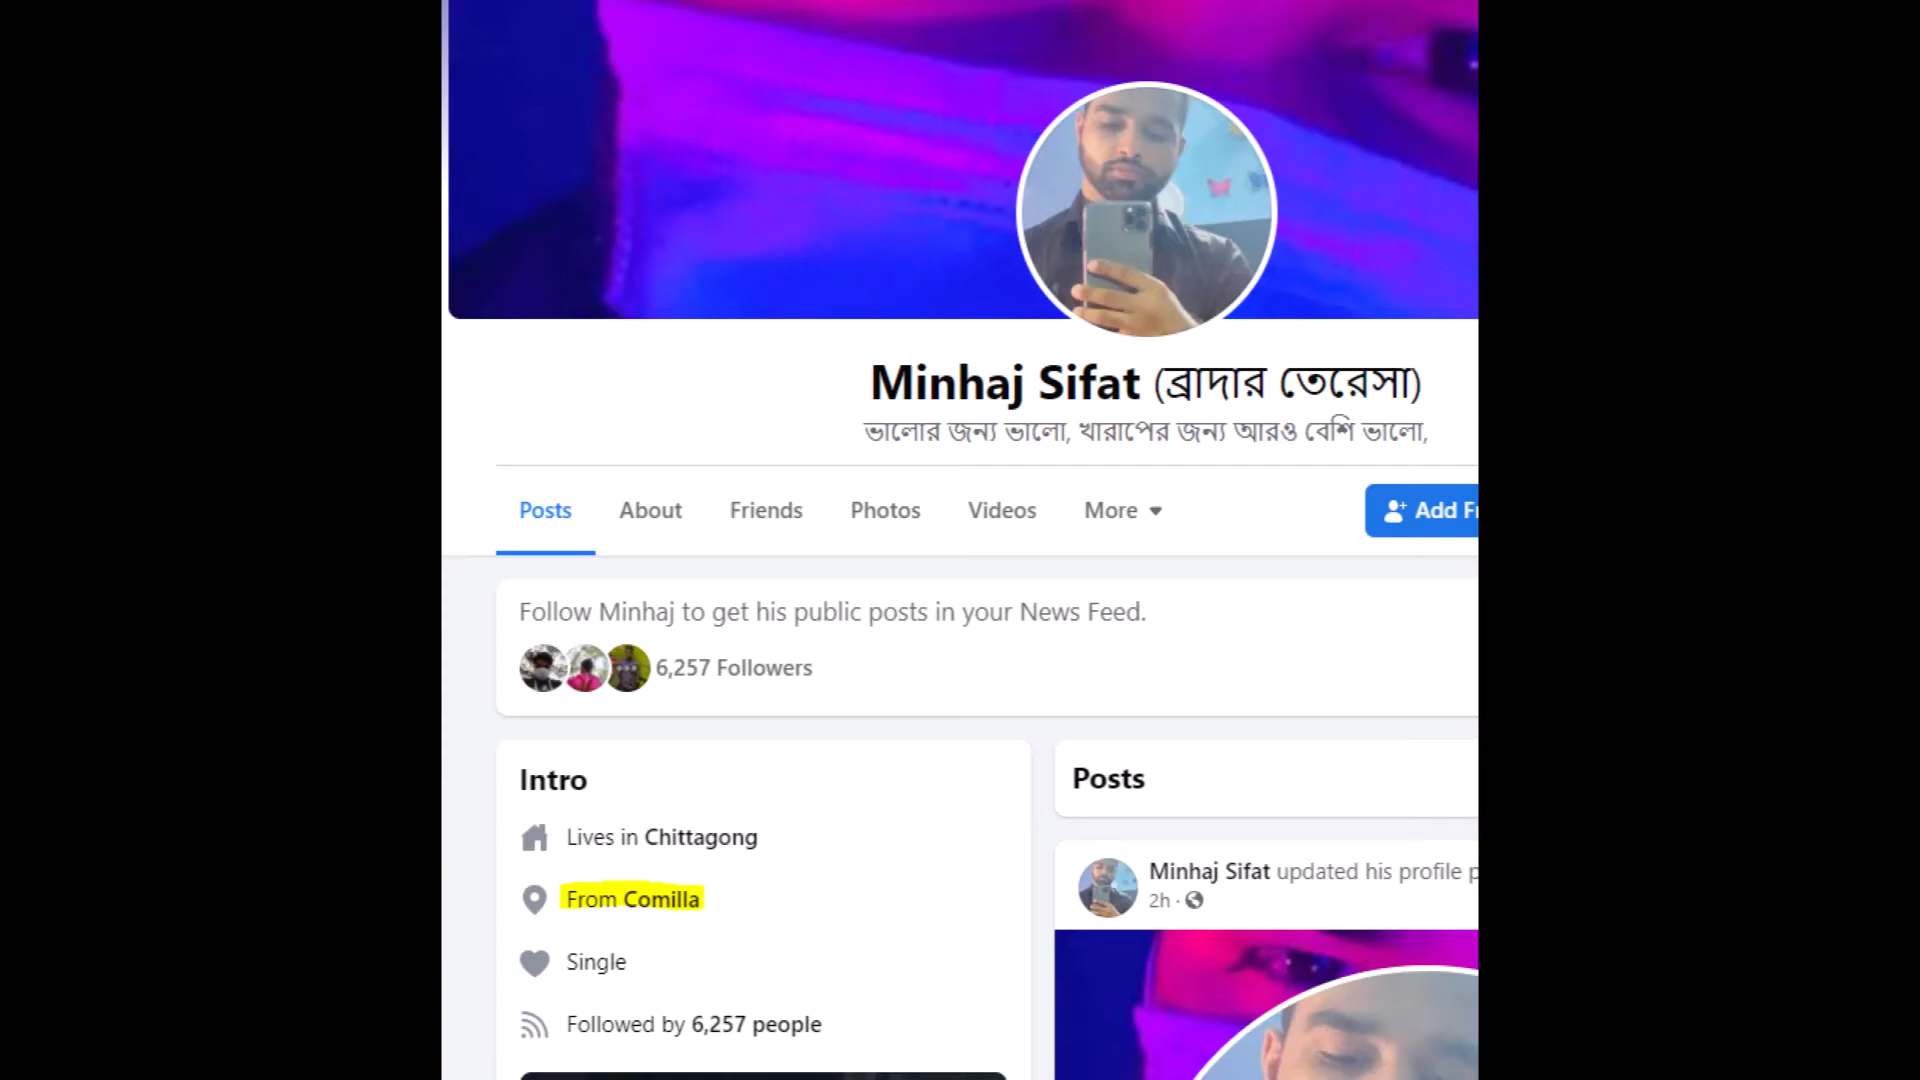 Minhaj Sifat (ব্রাদার তেরেসা)
ভালোর জন্য ভালো, খারাপের জন্য আরও বেশি ভালো,
Posts About Friends Photos Videos More
Add
Follow Minhaj to get his public posts in your News Feed.
6,257 Followers
Intro
Lives in Chittagong
From Comilla
Single
Followed by 6,257 people
Posts
Minhaj Sifat updated his profile
2h ·